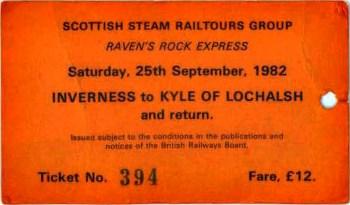 SCOTTISH STEAM RAILTOURS GROUP
RAVEN'S ROCK EXPRESS
Saturday, 25th September, 1982
INVERNESS to KYLE OF LOCHALSH
and return.
Issued subject to the conditions in the publications and
notices of the British Railways Board.
Ticket No. 394 Fare, £12.